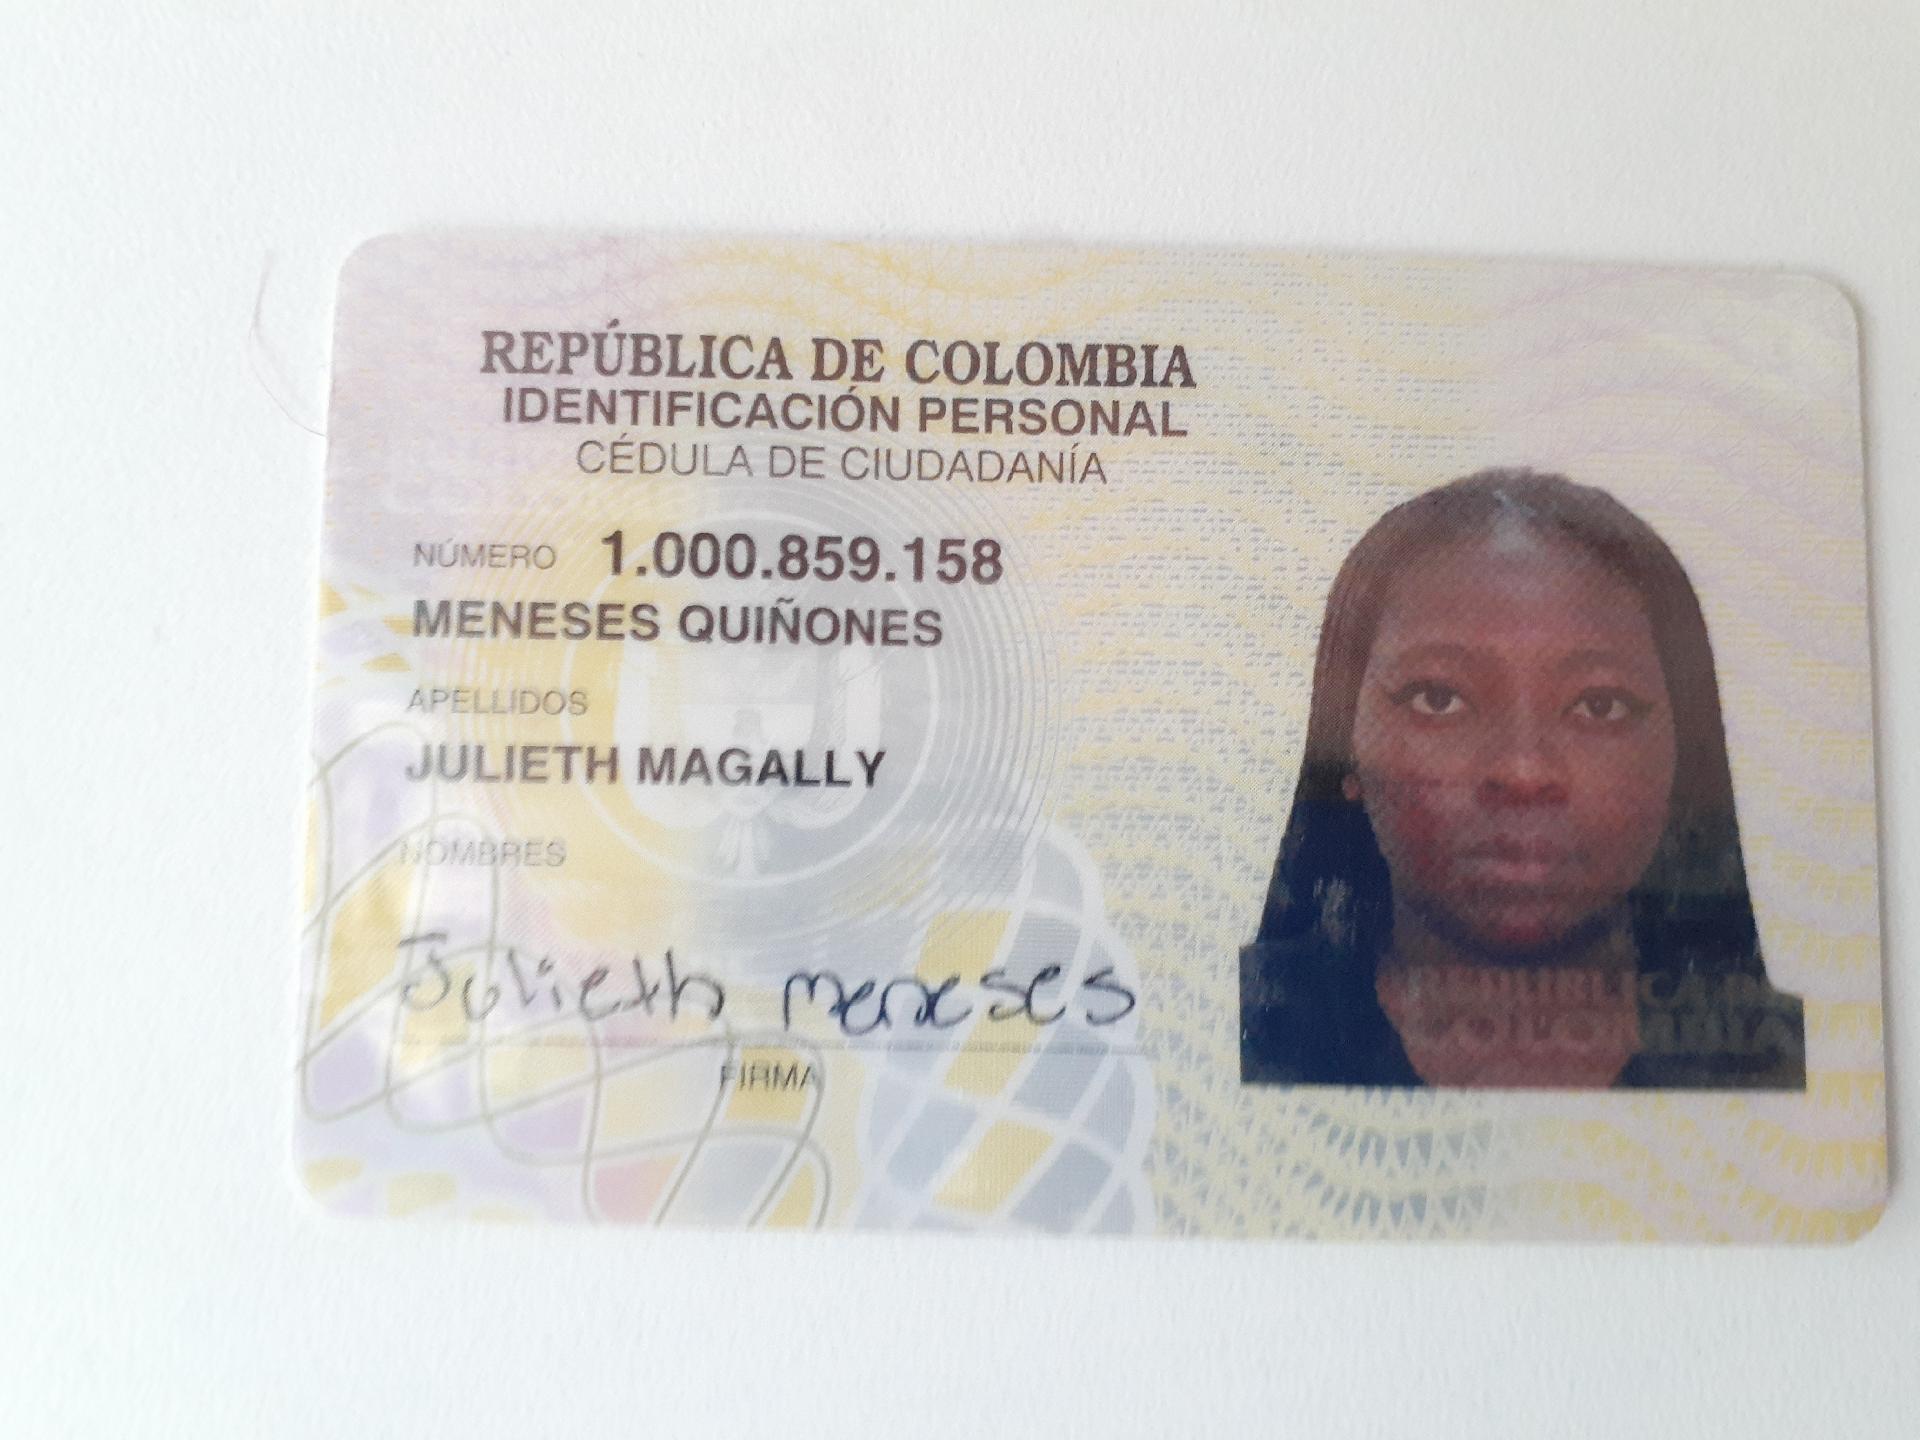 REPÚBLICA DE COLOMBIA
IDENTIFICACIÓN PERSONAL
CÉDULA DE CIUDADANÍA
NÚMERO 1.000.859.158
MENESES QUIÑONES
APELLIDOS
JULIETH MAGALLY
NOMBRES
Julieth meneses
FIRMA
REPÚBLICA DE
COLOMBIA